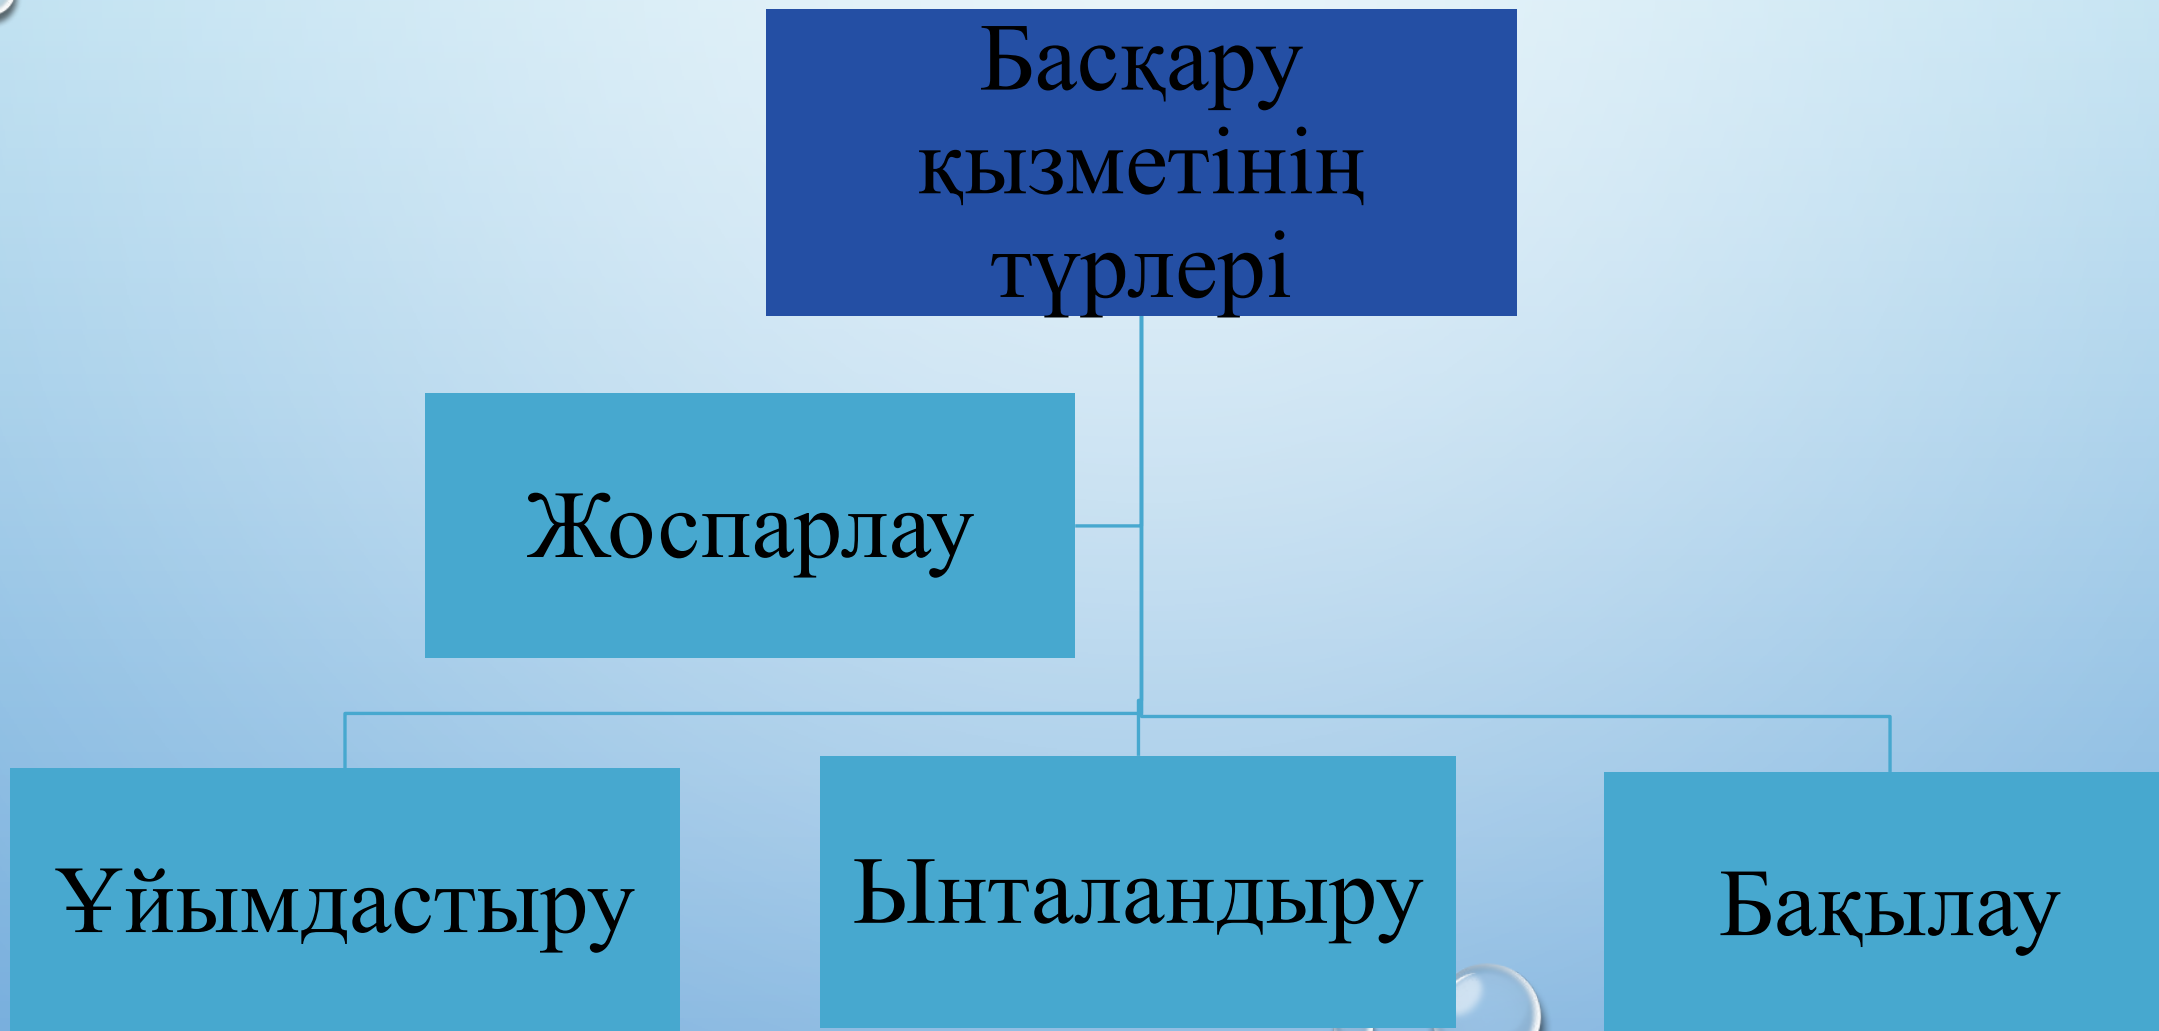 Басқару
қызметінің
түрлері
Жоспарлау
Ұйымдастыру
Ынталандыру
Бақылау